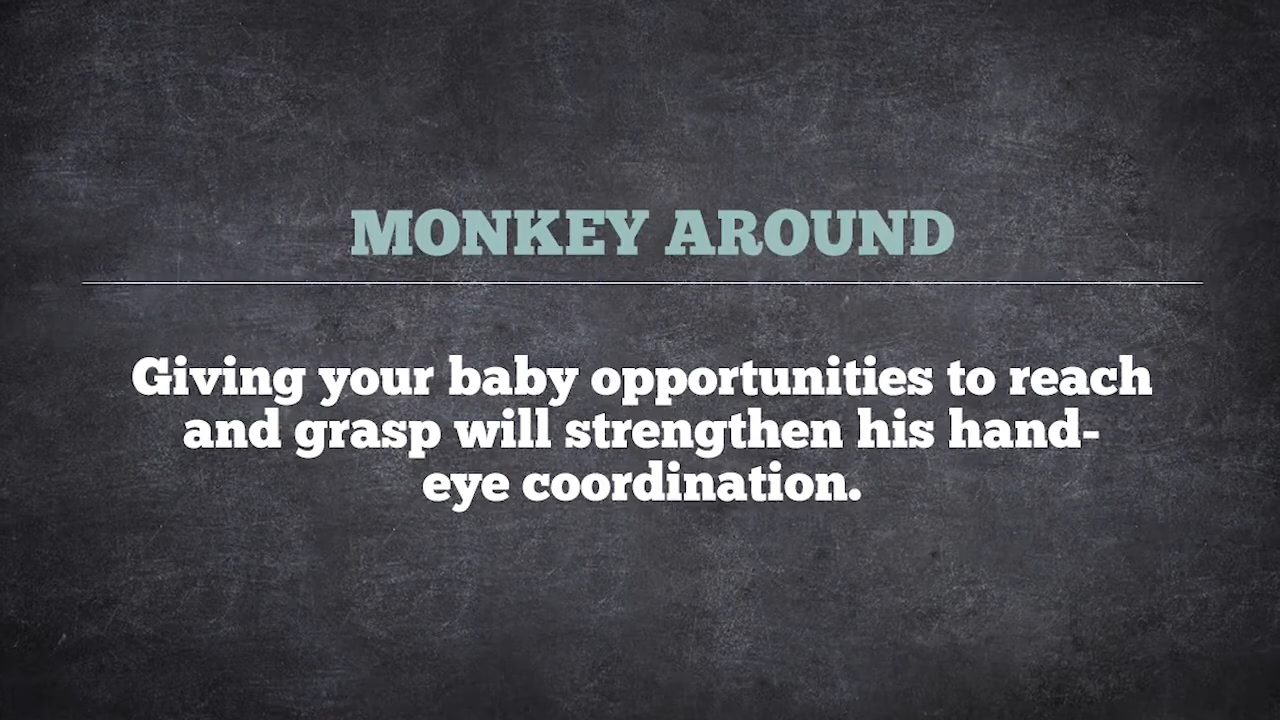 MONKEY AROUND
Giving your baby opportunities to reach
and grasp will strengthen his hand-
eye coordination.